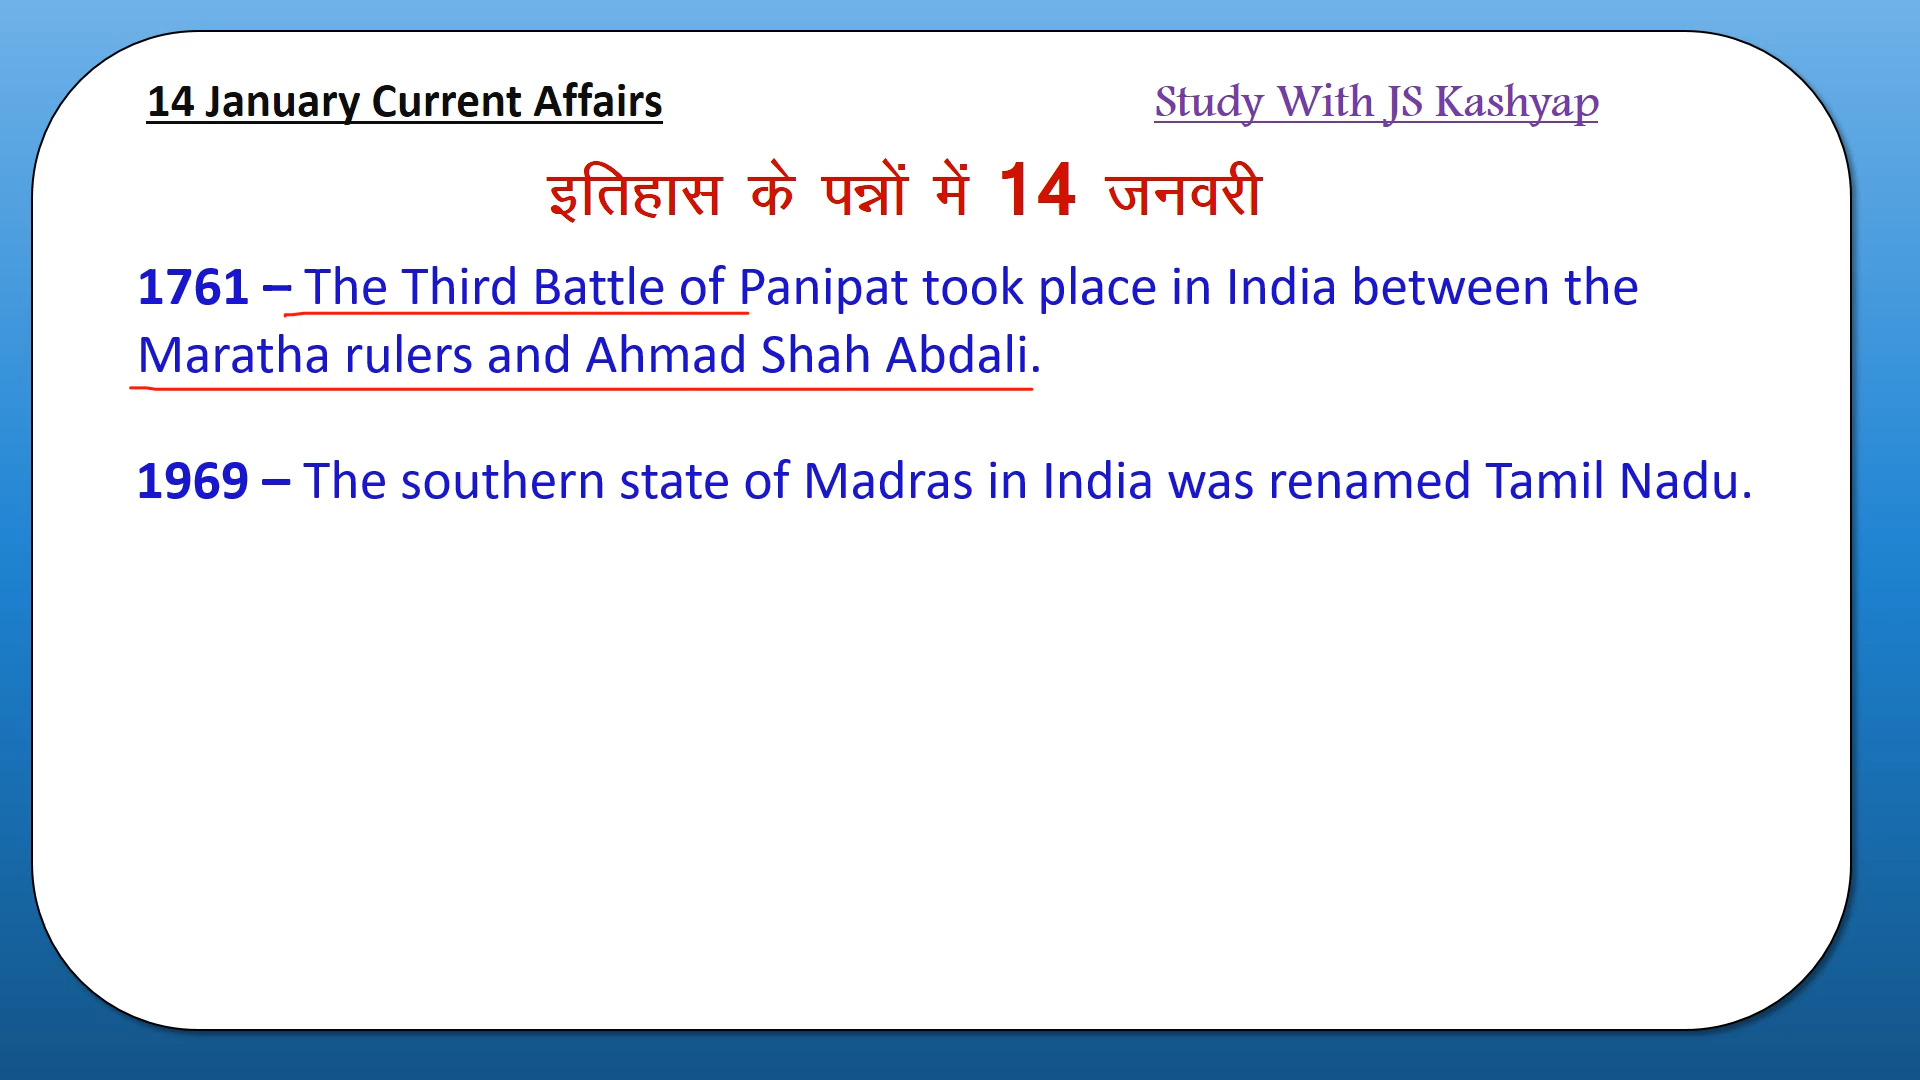 14 January Current Affairs
Study With JS Kashyap
इतिहास के पन्नों में 14 जनवरी
1761 – The Third Battle of Panipat took place in India between the
Maratha rulers and Ahmad Shah Abdali.
1969 – The southern state of Madras in India was renamed Tamil Nadu.